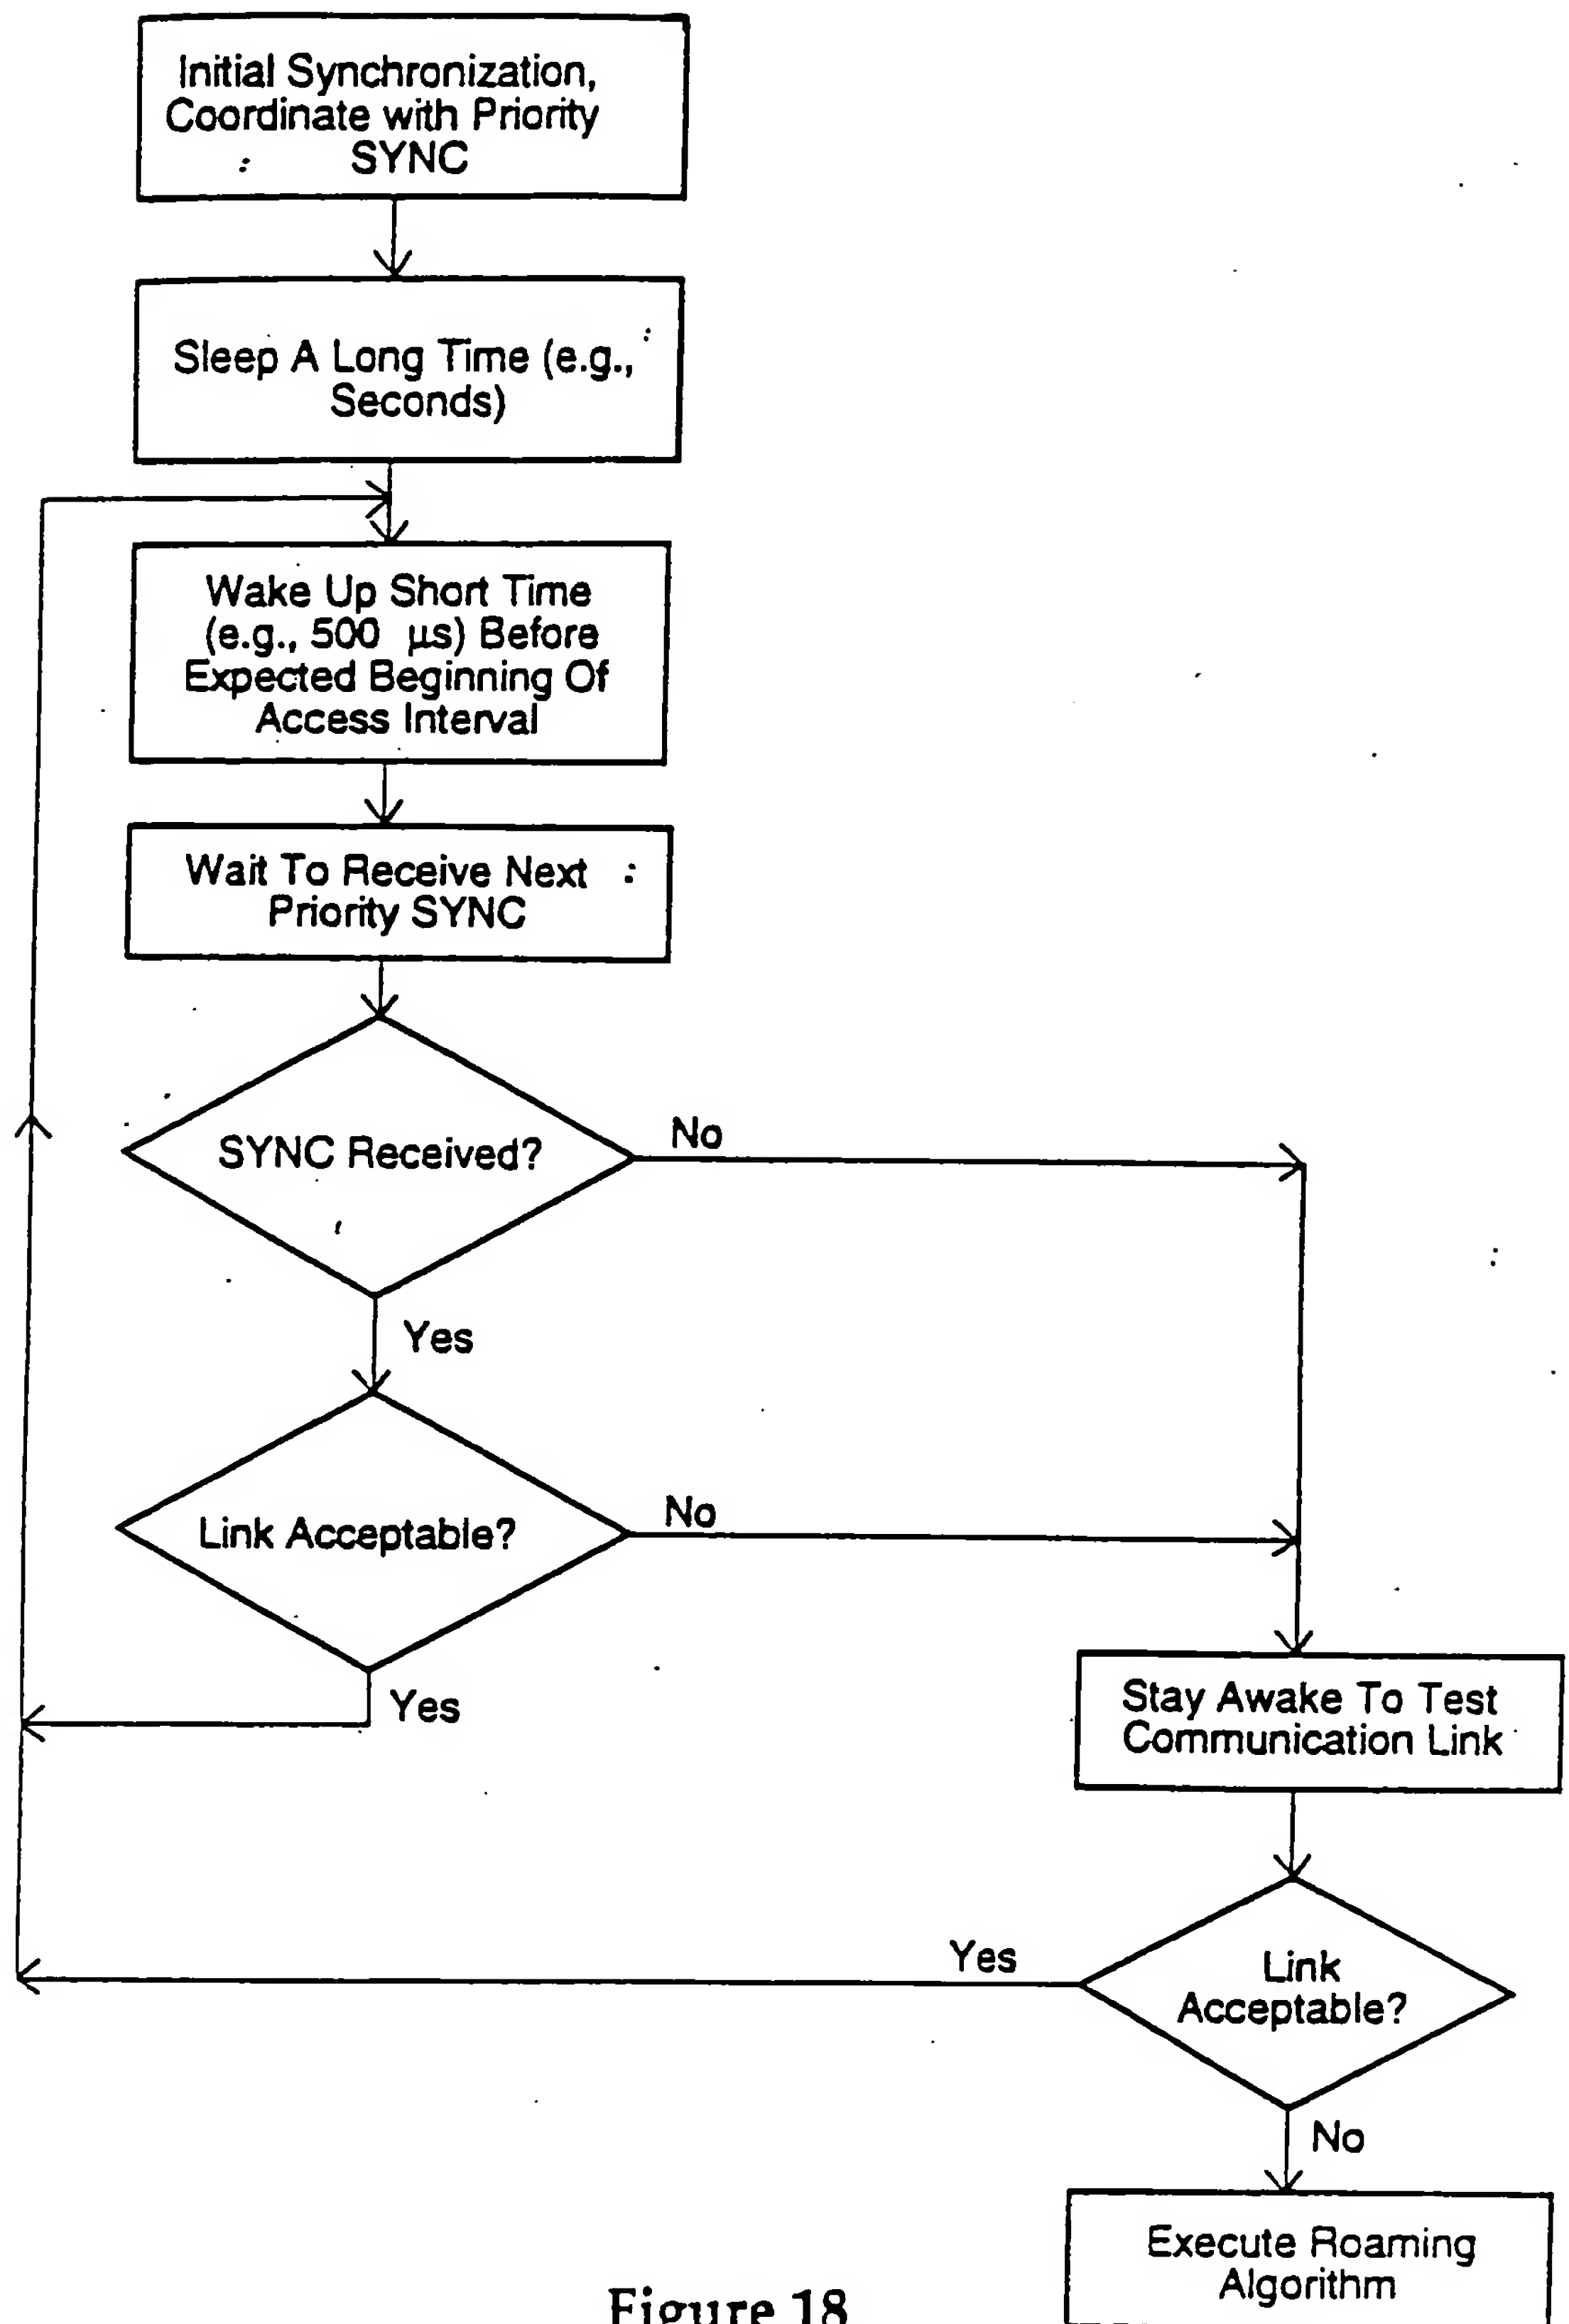 Initial Synchronization,
Coordinate with Priority
SYNC
Sleep A Long Time (e.g.,
Seconds)
Wake Up Short Time
(e.g., 500 µs) Before
Expected Beginning Of
Access Interval
Wait To Receive Next
Priority SYNC
SYNC Received?
No
Yes
Link Acceptable?
No
Yes
Stay Awake To Test
Communication Link
Yes
Link
Acceptable?
No
Execute Roaming
Algorithm
Figure 18